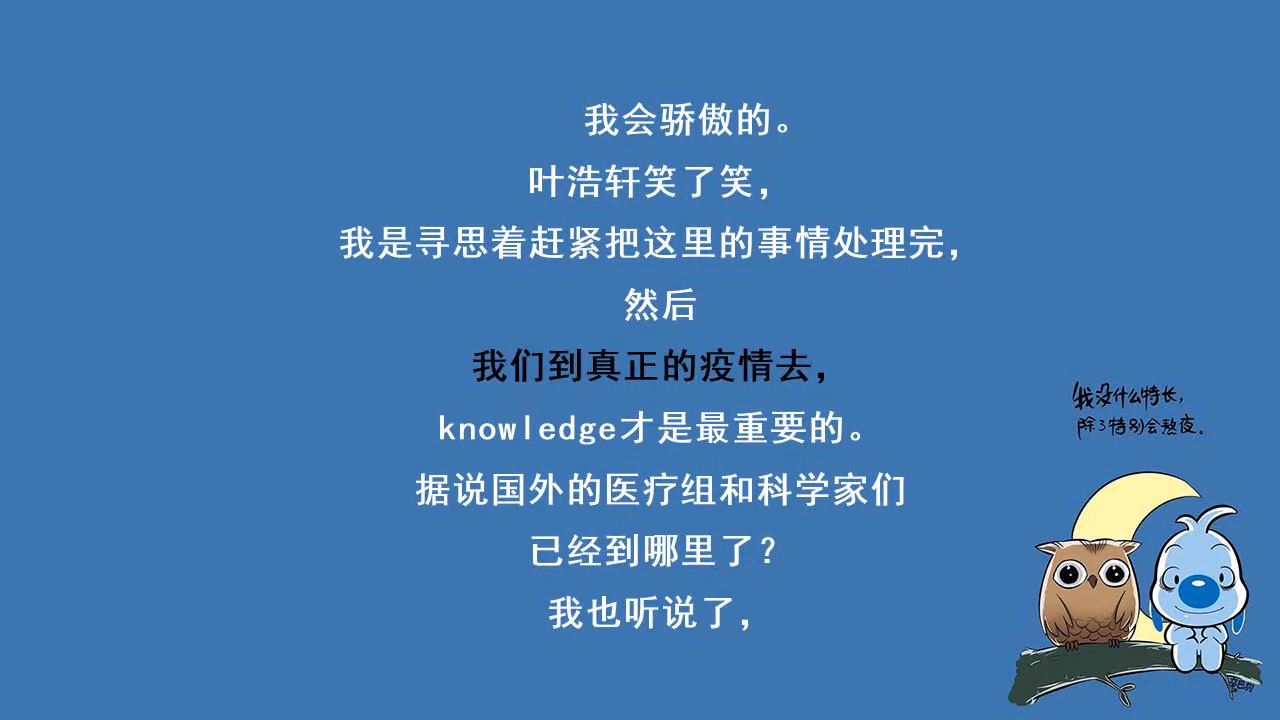 我会骄傲的。
叶浩轩笑了笑，
我是寻思着赶紧把这里的事情处理完，
然后
我们到真正的疫情去，
knowledge才是最重要的。
据说国外的医疗组和科学家们
已经到哪里了？
我也听说了，
我没什么特长，
除了特别会熬夜。